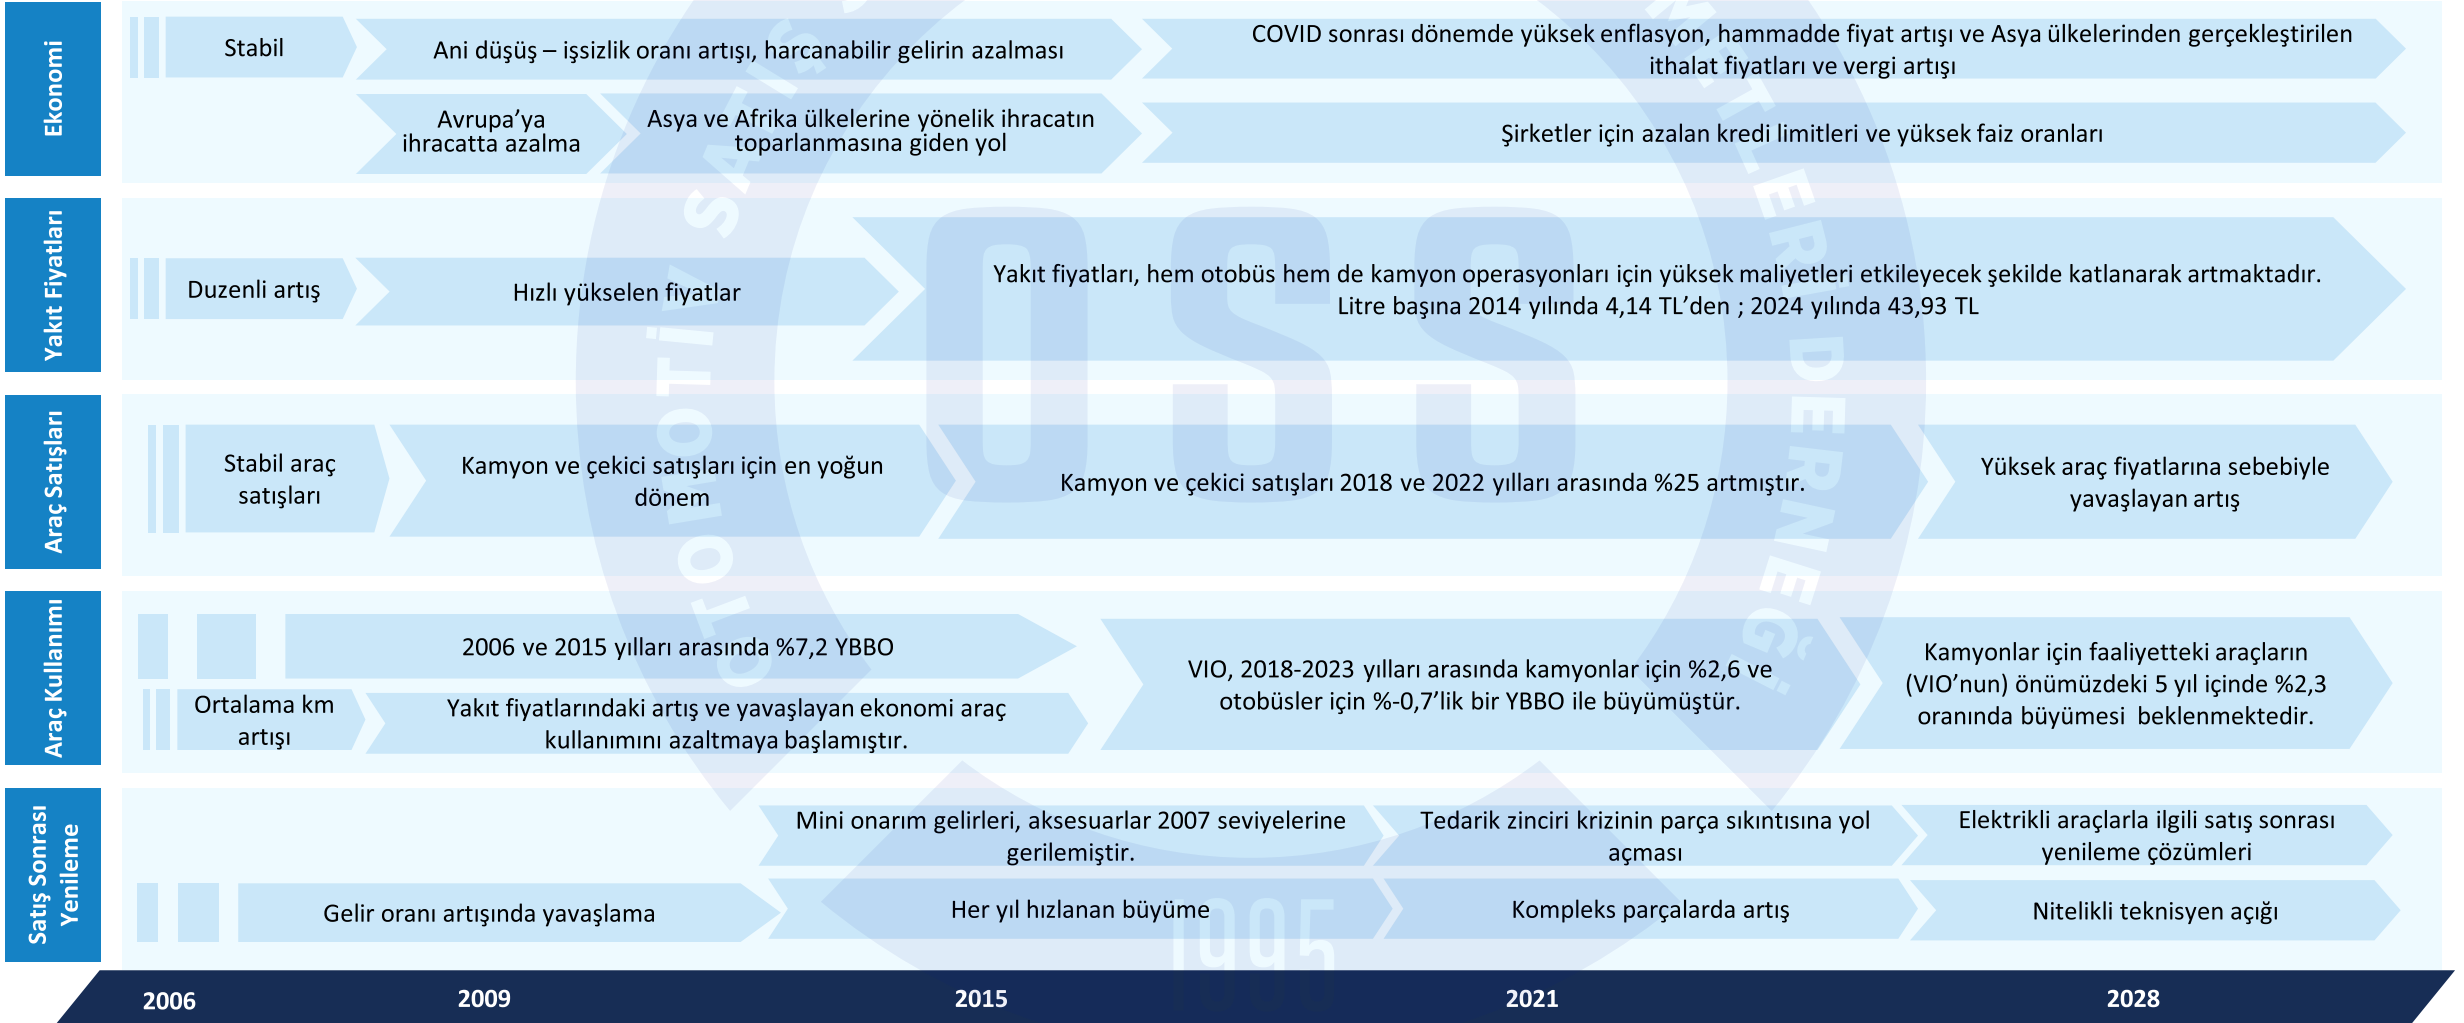 Ekonomi
Stabil
Ani düşüş – işsizlik oranı artışı, harcanabilir gelirin azalması
COVID sonrası dönemde yüksek enflasyon, hammadde fiyat artışı ve Asya ülkelerinden gerçekleştirilen
ithalat fiyatları ve vergi artışı
Avrupa’ya
ihracatta azalma
Asya ve Afrika ülkelerine yönelik ihracatın
toparlanmasına giden yol
Şirketler için azalan kredi limitleri ve yüksek faiz oranları
Yakıt Fiyatları
Duzenli artış
Hızlı yükselen fiyatlar
Yakıt fiyatları, hem otobüs hem de kamyon operasyonları için yüksek maliyetleri etkileyecek şekilde katlanarak artmaktadır.
Litre başına 2014 yılında 4,14 TL’den ; 2024 yılında 43,93 TL
Araç Satışları
Stabil araç
satışları
Kamyon ve çekici satışları için en yoğun
dönem
Kamyon ve çekici satışları 2018 ve 2022 yılları arasında %25 artmıştır.
Yüksek araç fiyatlarına sebebiyle
yavaşlayan artış
Araç Kullanımı
2006 ve 2015 yılları arasında %7,2 YBBO
Ortalama km
artışı
Yakıt fiyatlarındaki artış ve yavaşlayan ekonomi araç
kullanımını azaltmaya başlamıştır.
VIO, 2018-2023 yılları arasında kamyonlar için %2,6 ve
otobüsler için %-0,7’lik bir YBBO ile büyümüştür.
Kamyonlar için faaliyetteki araçların
(VIO’nun) önümüzdeki 5 yıl içinde %2,3
oranında büyümesi beklenmektedir.
Satış Sonrası
Yenileme
Mini onarım gelirleri, aksesuarlar 2007 seviyelerine
gerilemiştir.
Tedarik zinciri krizinin parça sıkıntısına yol
açması
Elektrikli araçlarla ilgili satış sonrası
yenileme çözümleri
Gelir oranı artışında yavaşlama
Her yıl hızlanan büyüme
Kompleks parçalarda artış
Nitelikli teknisyen açığı
2006
2009
2015
2021
2028
OSS
1995
OTOMOTİV SATIŞ
DERNEĞİ